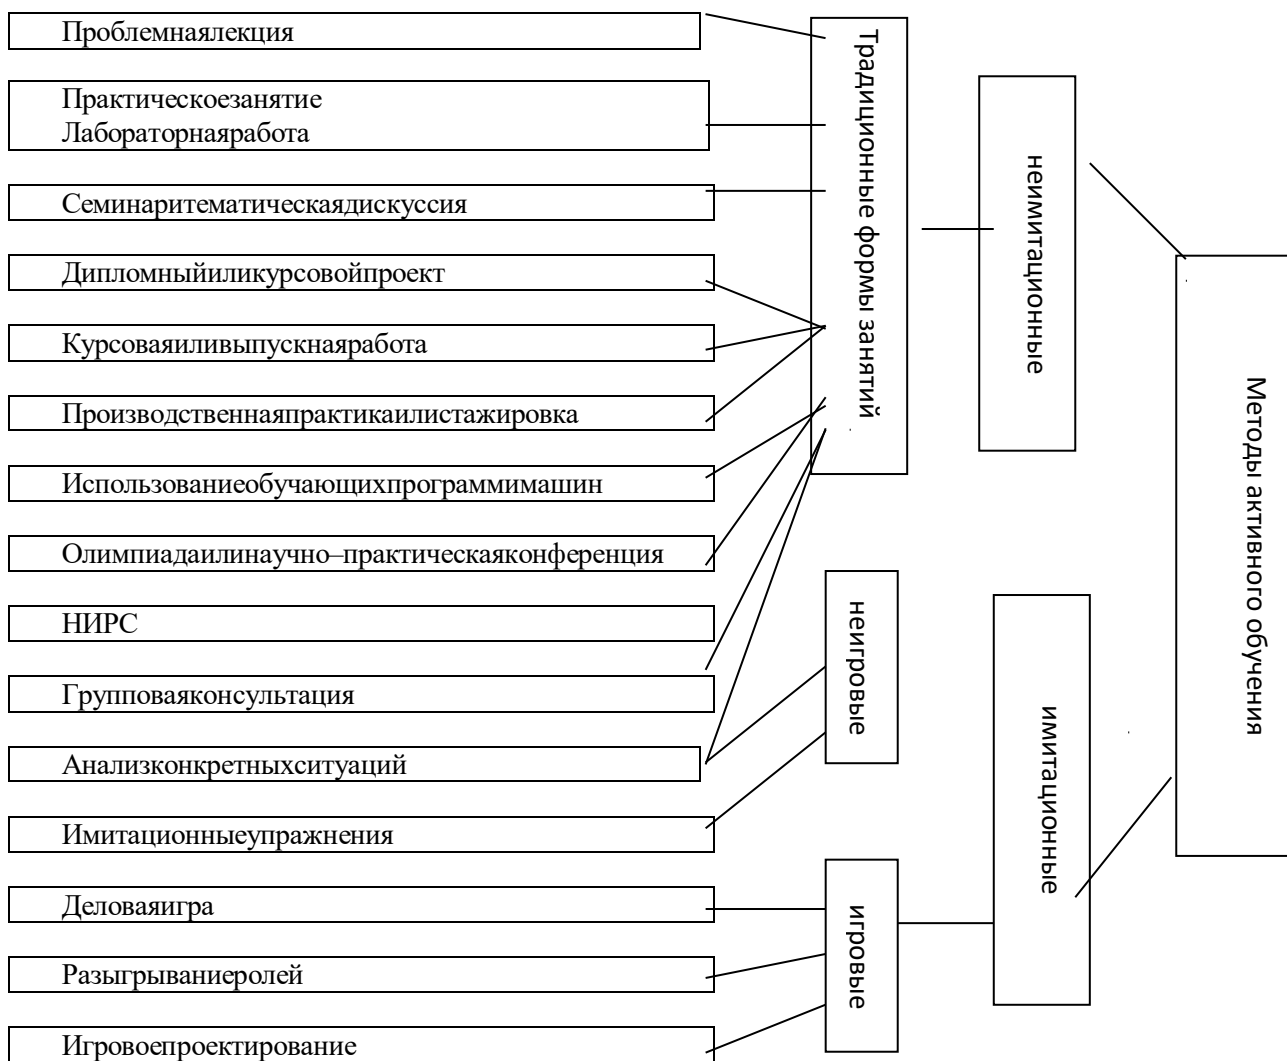 Проблемнаялекция
Практическоезанятие
Лабораторнаяработа
Семинаритематическаядискуссия
Дипломныйиликурсовойпроект
Курсоваяиливыпускнаяработа
Производственнаяпрактикаилистажировка
Использованиеобучающихпрограммимашин
Олимпиадаилинаучно–практическаяконференция
НИРС
Групповаяконсультация
Анализконкретныхситуаций
Имитационныеупражнения
Деловаяигра
Разыгрываниеролей
Игровоепроектирование
Традиционные формы занятий
неигровые
игровые
неимитационные
имитационные
Методы активного обучения